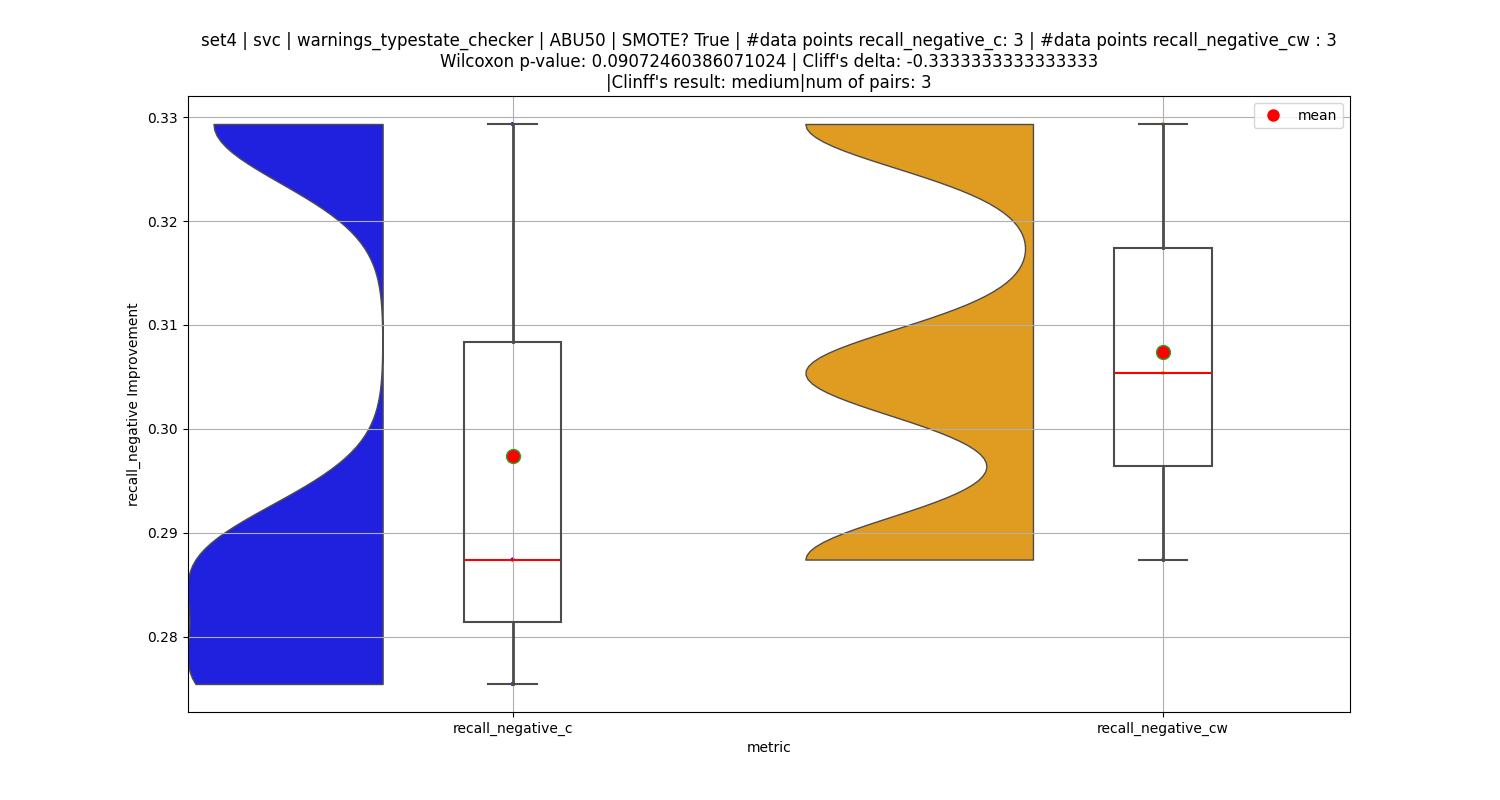 set4 | svc | warnings_typestate_checker | ABU50 | SMOTE? True | #data points recall_negative_c: 3 | #data points recall_negative_cw : 3
Wilcoxon p-value: 0.09072460386071024 | Cliff's delta: -0.3333333333333333
|Clinff's result: medium|num of pairs: 3
mean
0.33
0.32
0.31
0.30
0.29
0.28
recall_negative Improvement
recall_negative_c
recall_negative_cw
metric